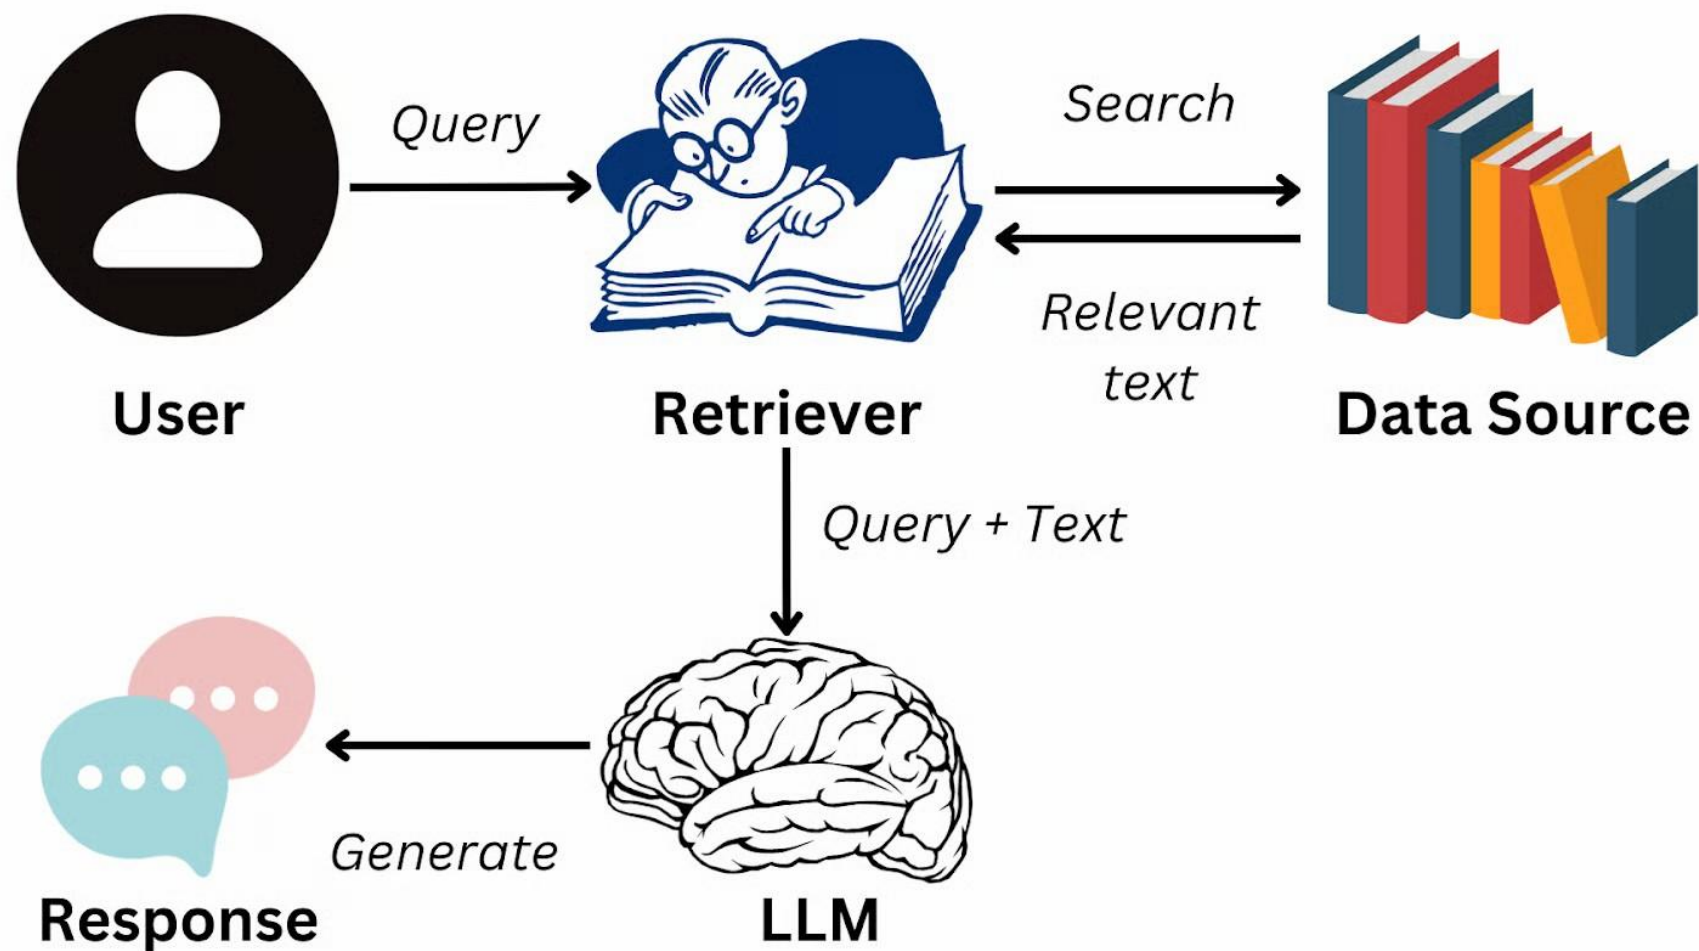 Query
Search
Relevant
text
User
Retriever
Data Source
Query + Text
Generate
Response
LLM